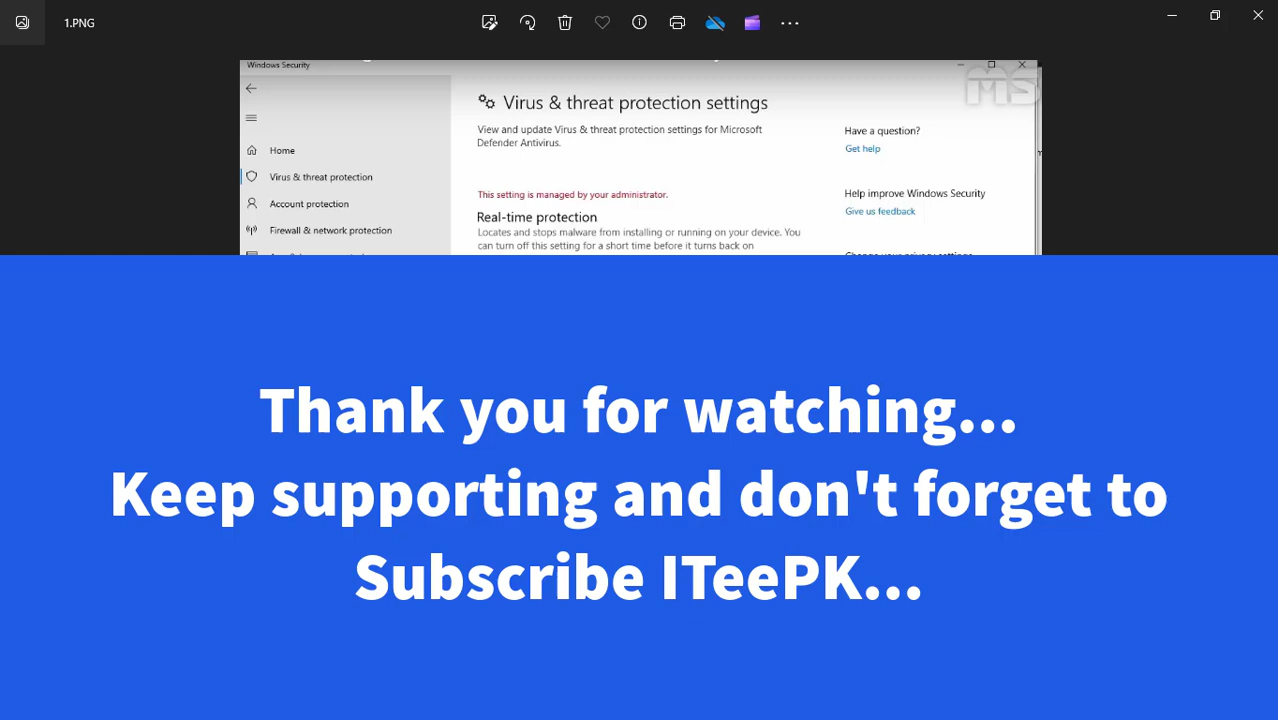 1.PNG
Windows Security
MS
Virus & threat protection settings
View and update Virus & threat protection settings for Microsoft
Defender Antivirus.
Have a question?
Get help
Home
Virus & threat protection
This setting is managed by your administrator.
Help improve Windows Security
Account protection
Real-time protection
Give us feedback
Firewall & network protection
Locates and stops malware from installing or running on your device. You
can turn off this setting for a short time before it turns back on
Thank you for watching...
Keep supporting and don't forget to
Subscribe ITeePK...